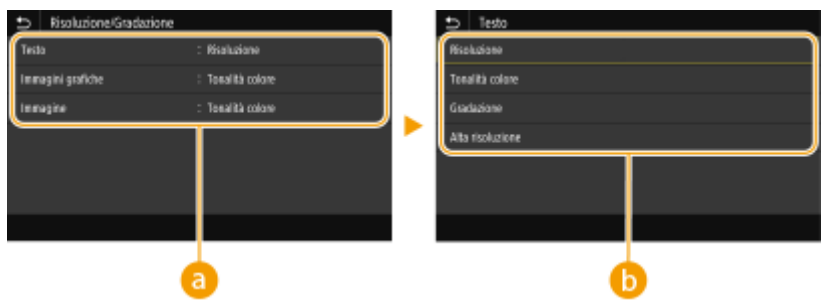 Risoluzione/Gradazione
Testo : Risoluzione
Immagini grafiche : Tonalità colore
Immagine : Tonalità colore
a
Testo
Risoluzione
Tonalità colore
Gradazione
Alta risoluzione
b